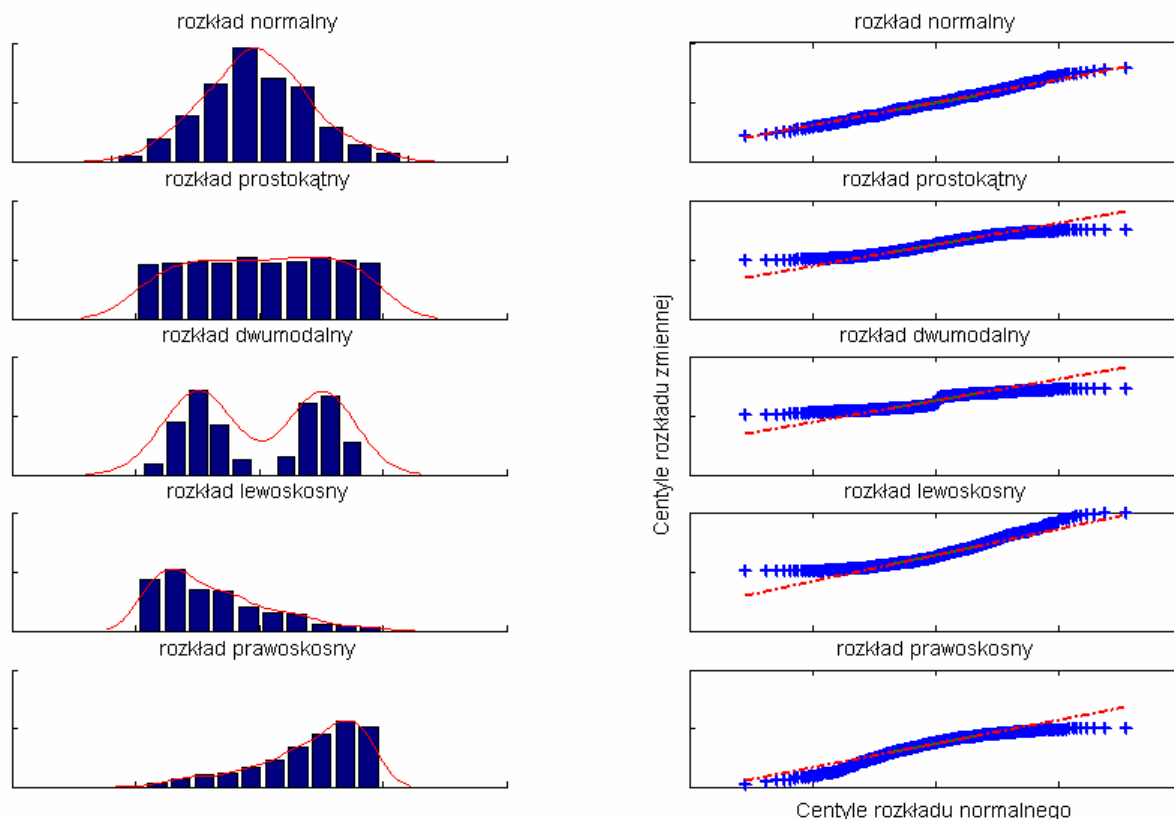 rozkład normalny
rozkład prostokątny
rozkład dwumodalny
rozkład lewoskosny
rozkład prawoskosny
Centyle rozkładu zmiennej
rozkład normalny
rozkład prostokątny
rozkład dwumodalny
rozkład lewoskosny
rozkład prawoskosny
Centyle rozkładu normalnego